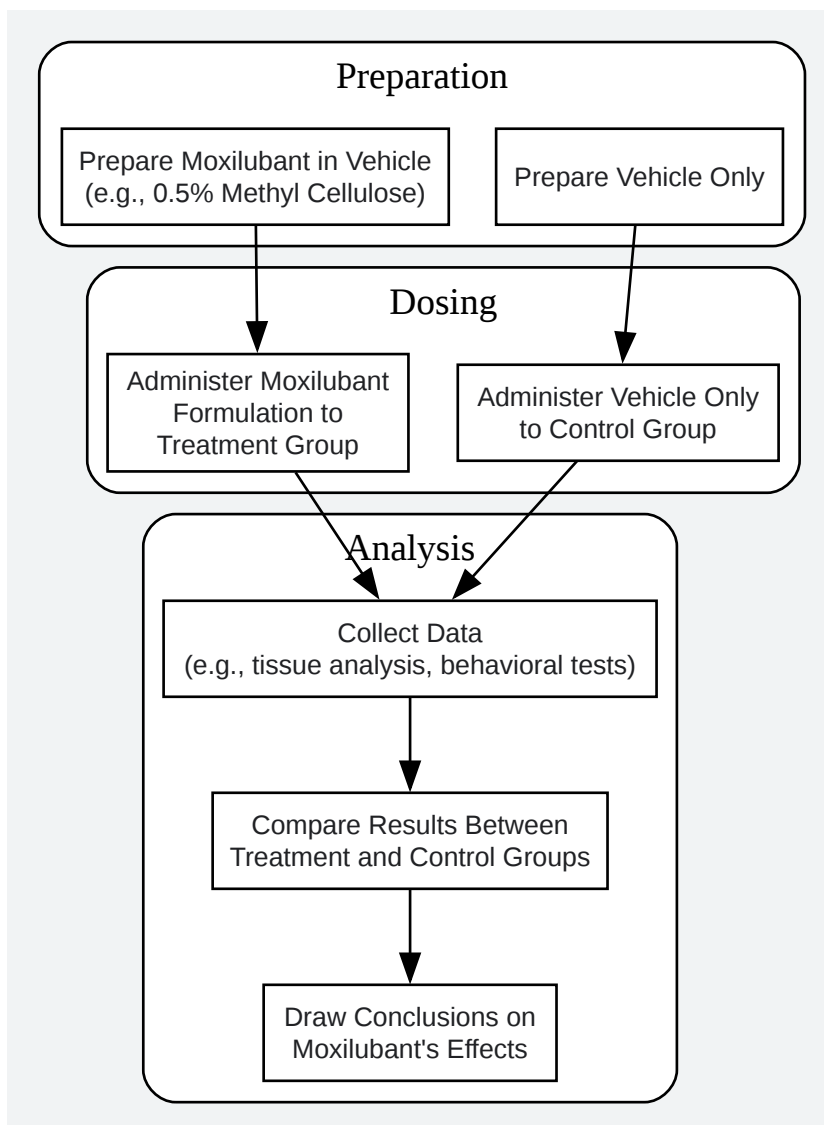 Preparation
Prepare Moxilubant in Vehicle
(e.g., 0.5% Methyl Cellulose)
Prepare Vehicle Only
Dosing
Administer Moxilubant
Formulation to
Treatment Group
Administer Vehicle Only
to Control Group
Analysis
Collect Data
(e.g., tissue analysis, behavioral tests)
Compare Results Between
Treatment and Control Groups
Draw Conclusions on
Moxilubant's Effects